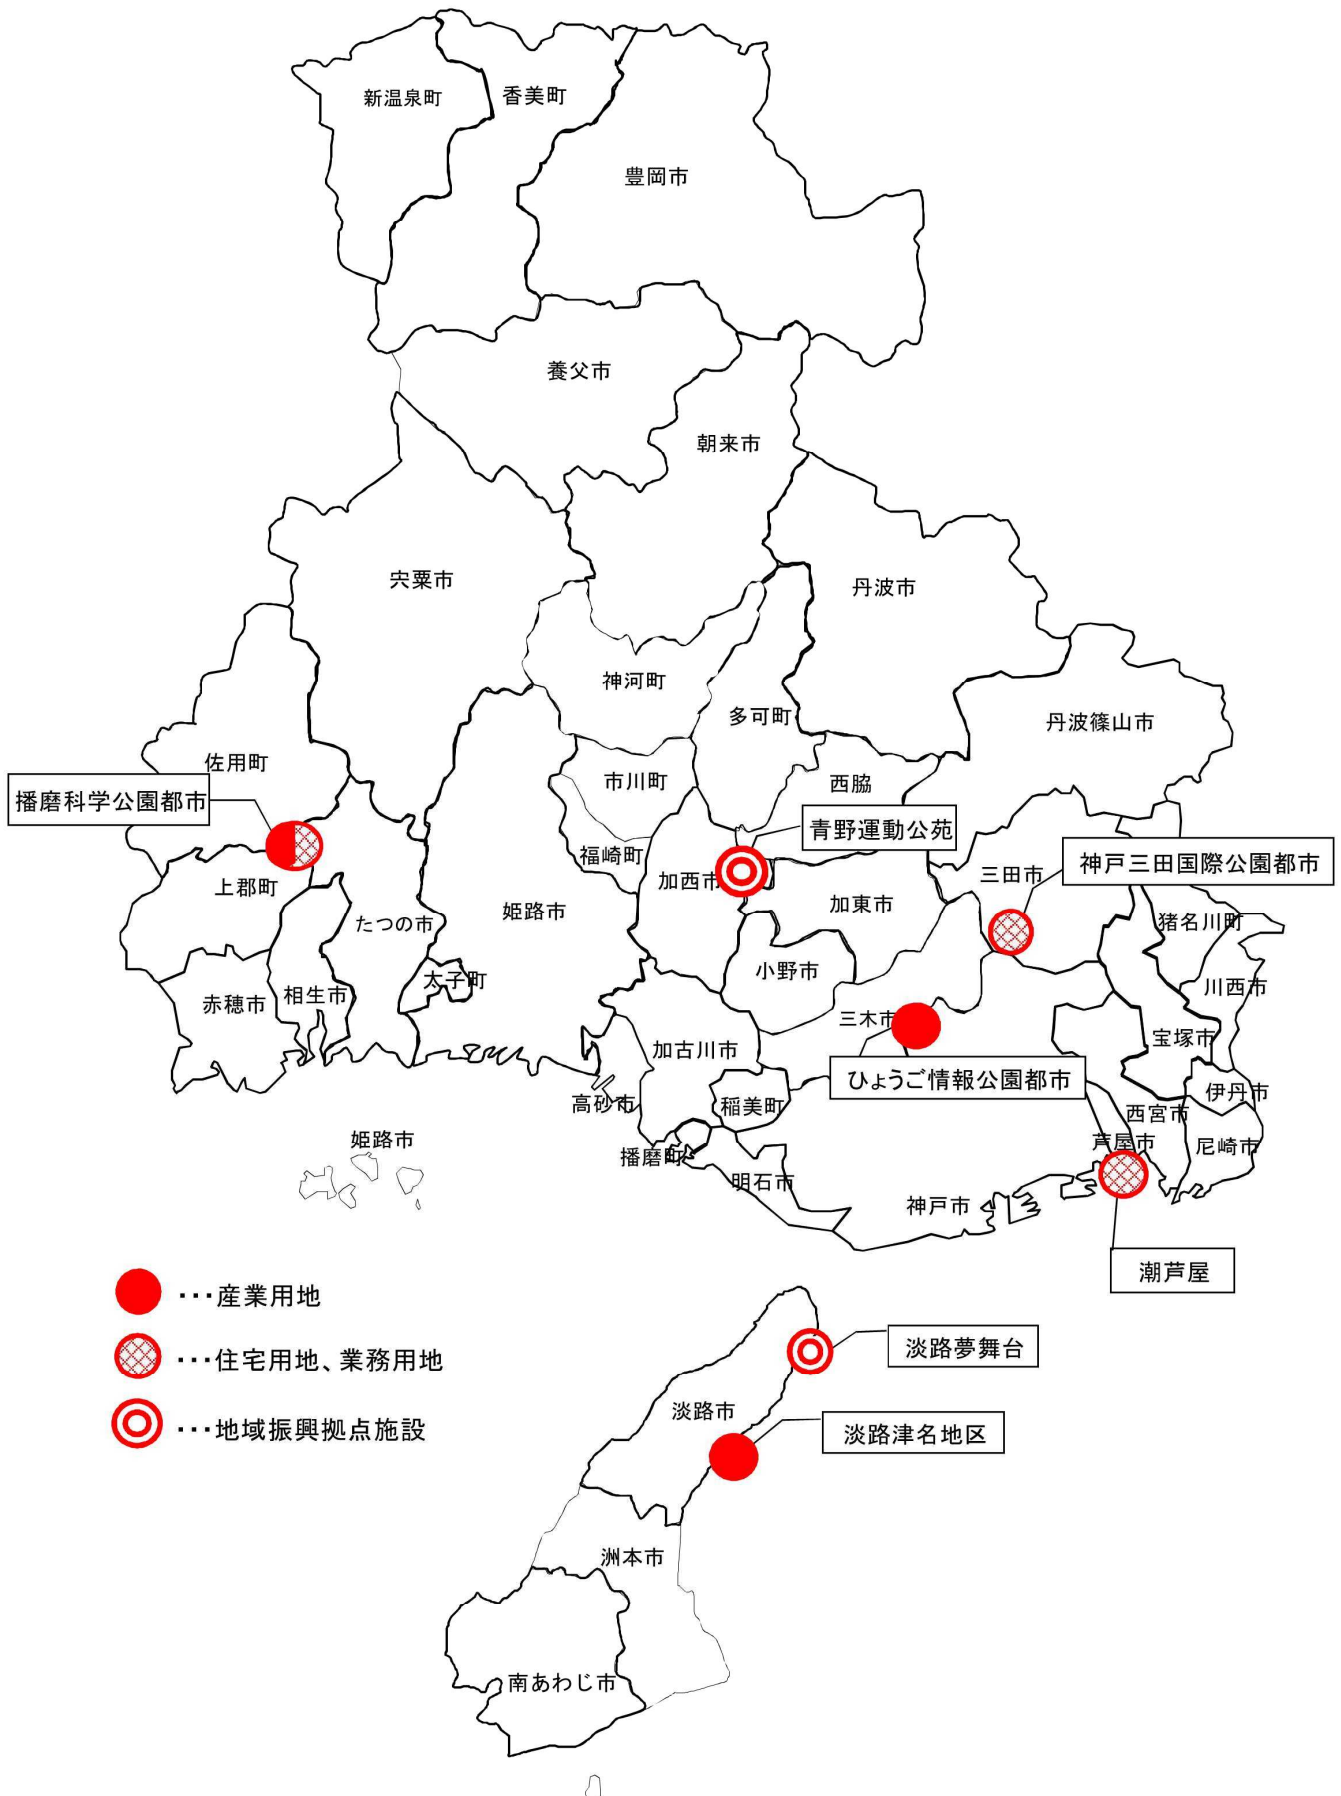 新温泉町
香美町
豊岡市
養父市
朝来市
宍粟市
丹波市
神河町
多可町
丹波篠山市
佐用町
市川町
西脇
播磨科学公園都市
青野運動公苑
福崎町
神戸三田国際公園都市
三田市
加西市
上郡町
加東市
姫路市
たつの市
猪名川町
小野市
太子町
川西市
相生市
赤穂市
三木市
宝塚市
加古川市
ひょうご情報公園都市
伊丹市
高砂市
稲美町
西宮市
姫路市
芦屋市
尼崎市
播磨町
明石市
神戸市
潮芦屋
・・・産業用地
・・・住宅用地、業務用地
・・・地域振興拠点施設
淡路夢舞台
淡路市
淡路津名地区
洲本市
南あわじ市